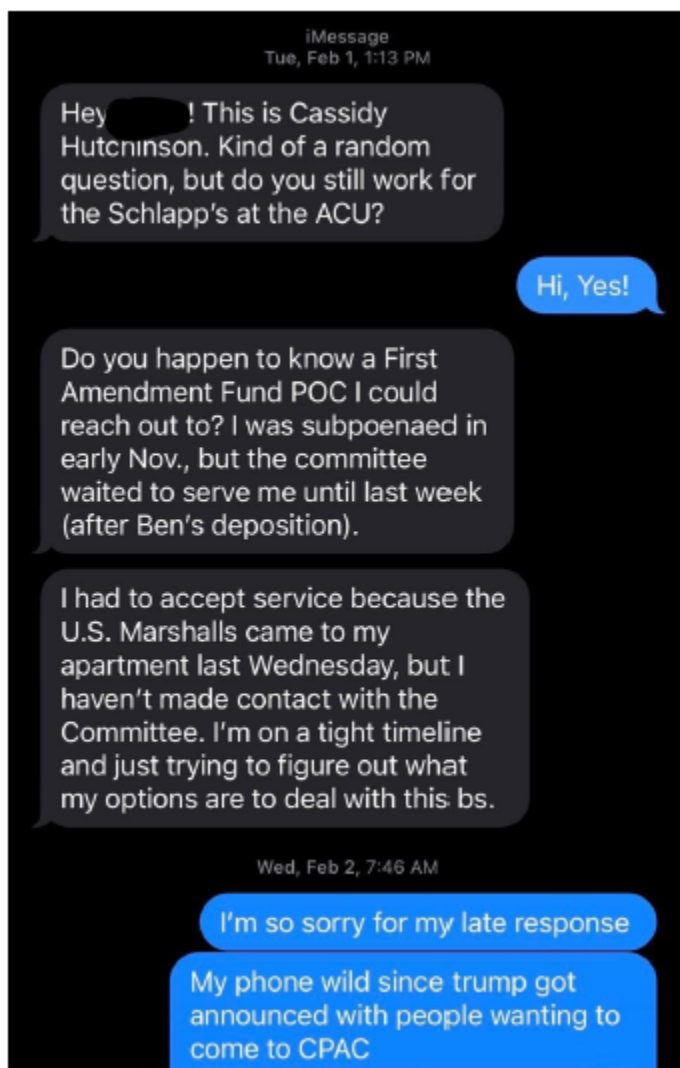 iMessage
Tue, Feb 1, 1:13 PM
Hey ! This is Cassidy
Hutchinson. Kind of a random
question, but do you still work for
the Schlapp's at the ACU?
Hi, Yes!
Do you happen to know a First
Amendment Fund POC I could
reach out to? I was subpoenaed in
early Nov., but the committee
waited to serve me until last week
(after Ben's deposition).
I had to accept service because the
U.S. Marshalls came to my
apartment last Wednesday, but I
haven't made contact with the
Committee. I'm on a tight timeline
and just trying to figure out what
my options are to deal with this bs.
Wed, Feb 2, 7:46 AM
I'm so sorry for my late response
My phone wild since trump got
announced with people wanting to
come to CPAC